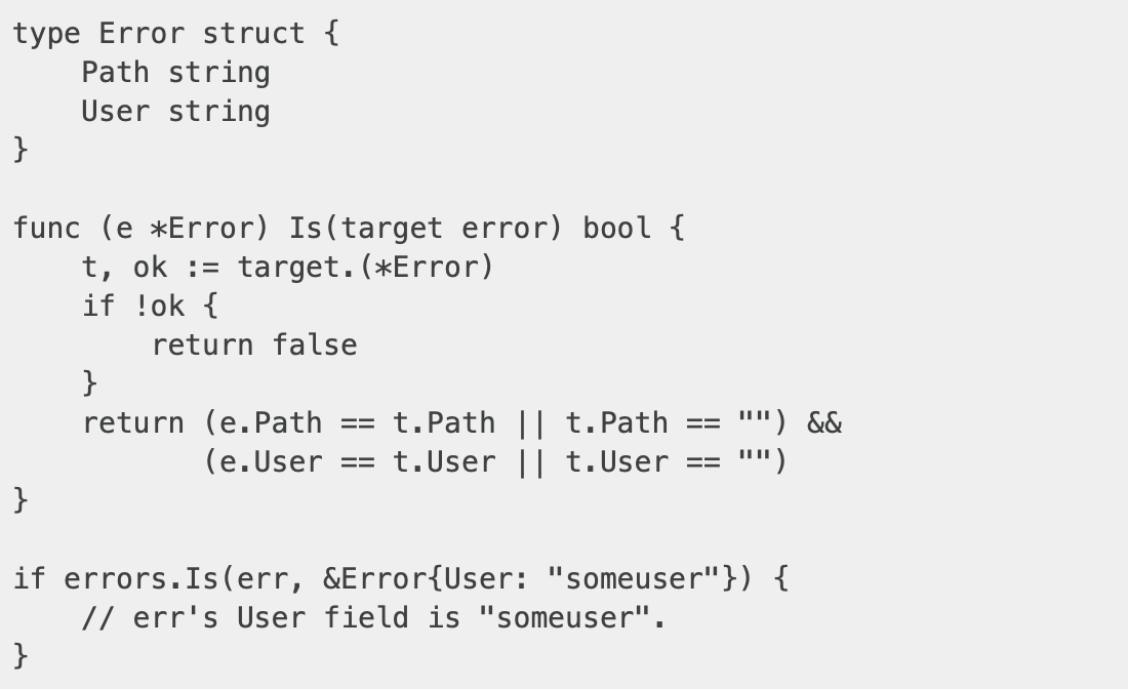 type Error struct {
    Path string
    User string
}

func (e *Error) Is(target error) bool {
    t, ok := target.(*Error)
    if !ok {
        return false
    }
    return (e.Path == t.Path || t.Path == "") &&
           (e.User == t.User || t.User == "")
}

if errors.Is(err, &Error{User: "someuser"}) {
    // err's User field is "someuser".
}